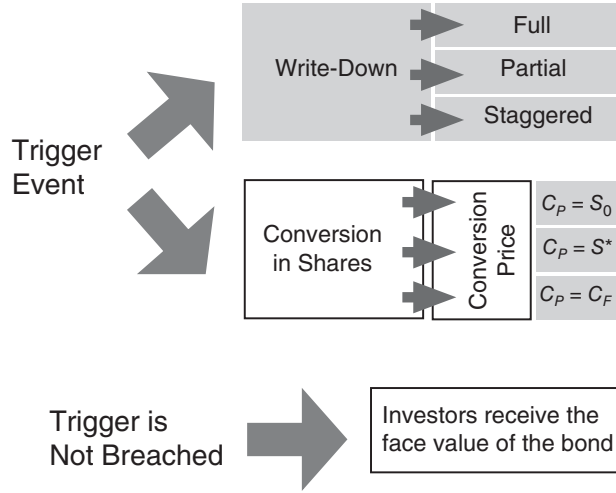 Trigger
Event
Write-Down
Full
Partial
Staggered
Conversion
in Shares
Conversion
Price
C_P = S_0
C_P = S*
C_P = C_F
Trigger is
Not Breached
Investors receive the
face value of the bond